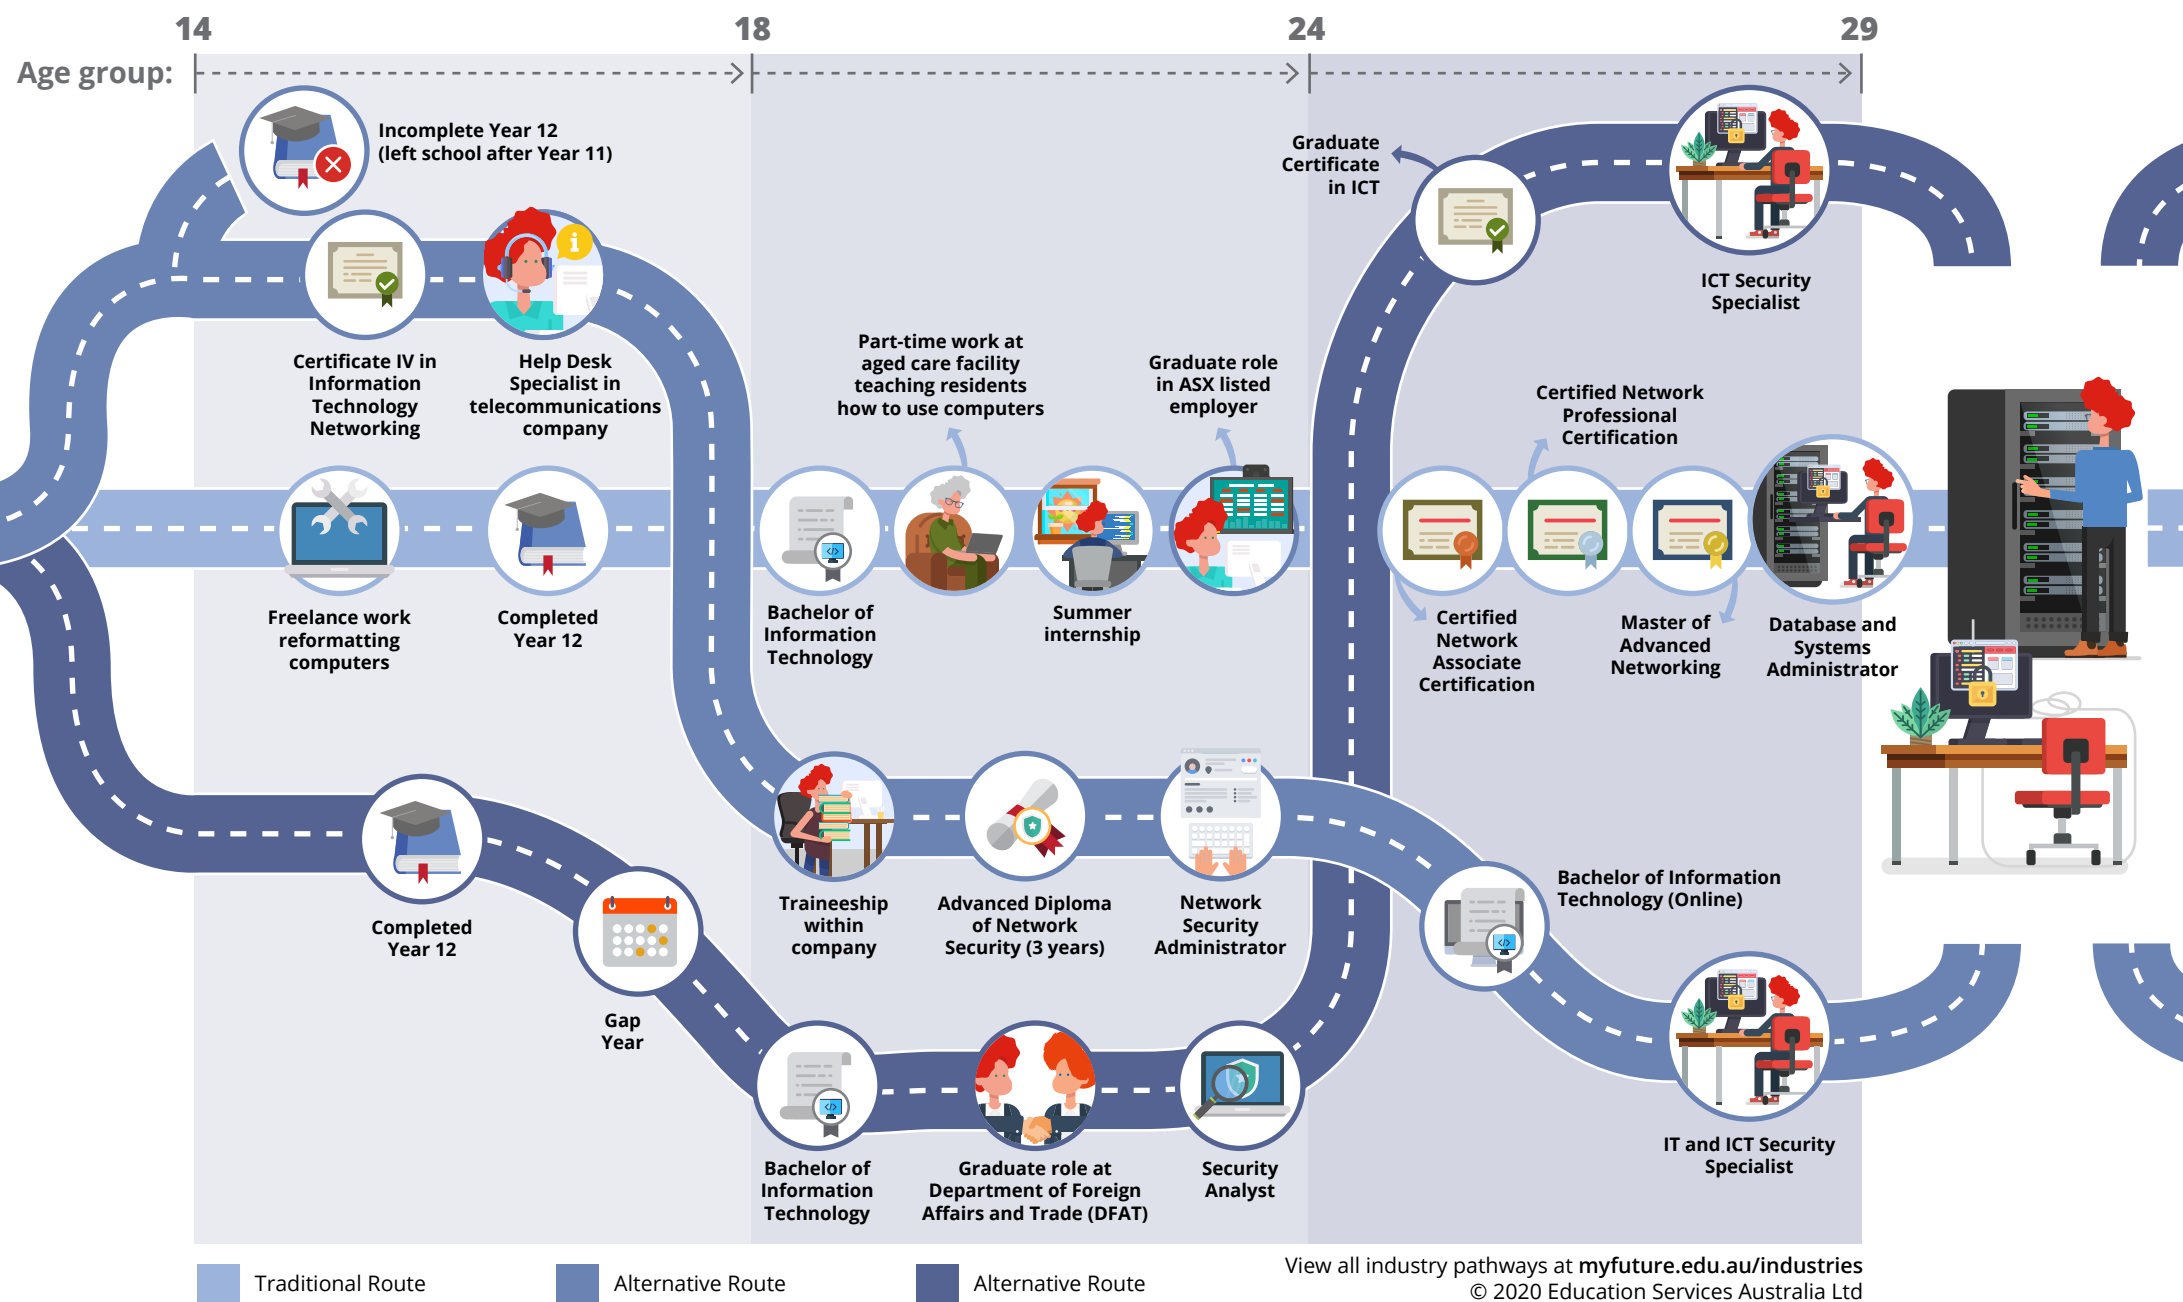 14
18
24
29
Age group:
Incomplete Year 12
(left school after Year 11)
Graduate
Certificate
in ICT
ICT Security
Specialist
Certificate IV in
Information
Technology
Networking
Help Desk
Specialist in
telecommunications
company
Part-time work at
aged care facility
teaching residents
how to use computers
Graduate role
in ASX listed
employer
Certified Network
Professional
Certification
Freelance work
reformatting
computers
Completed
Year 12
Bachelor of
Information
Technology
Summer
internship
Certified
Network
Associate
Certification
Master of
Advanced
Networking
Database and
Systems
Administrator
Completed
Year 12
Gap
Year
Traineeship
within
company
Advanced Diploma
of Network
Security (3 years)
Network
Security
Administrator
Bachelor of Information
Technology (Online)
Bachelor of
Information
Technology
Graduate role at
Department of Foreign
Affairs and Trade (DFAT)
Security
Analyst
IT and ICT Security
Specialist
Traditional Route
Alternative Route
Alternative Route
View all industry pathways at myfuture.edu.au/industries
© 2020 Education Services Australia Ltd